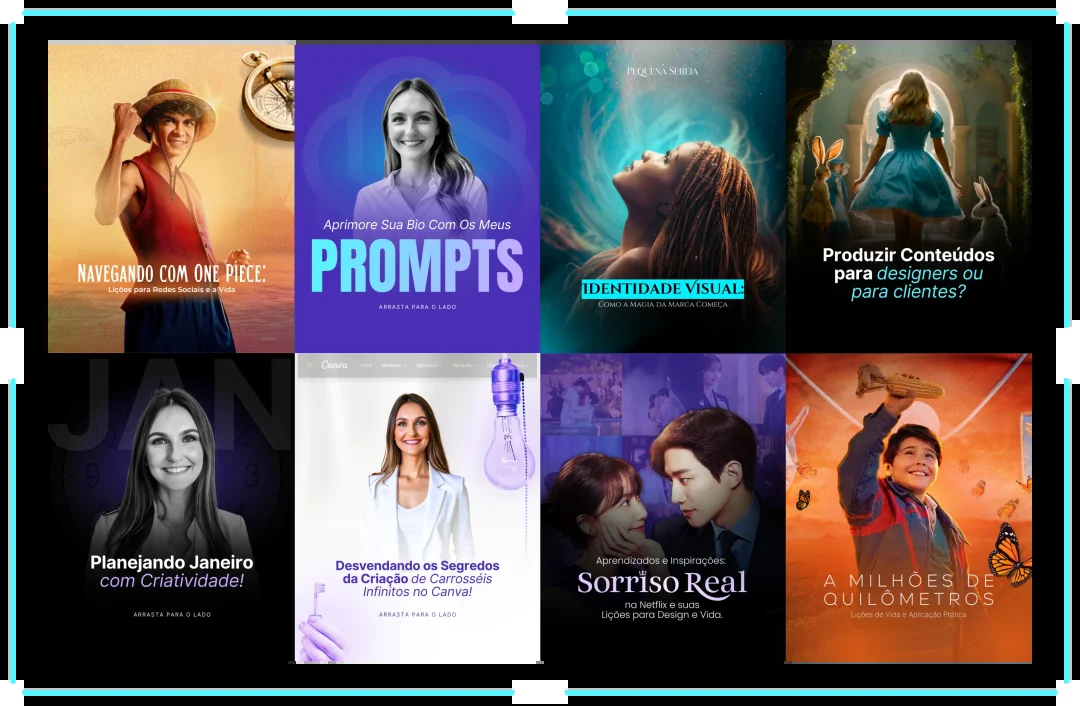 Navegando com One Piece:
Lições para Redes Sociais e a Vida
Aprimore Sua Bio Com Os Meus
PROMPTS
ARRASTA PARA O LADO
Pequena Sereia
Identidade Visual:
Como a Magia da Marca Começa
Produzir Conteúdos
para designers ou
para clientes?
JAN
9
3
Planejando Janeiro
com Criatividade!
ARRASTA PARA O LADO
Canva
Desvendando os Segredos
da Criação de Carrosséis
Infinitos no Canva!
ARRASTA PARA O LADO
Aprendizados e Inspirações:
Sorriso Real
na Netflix e suas
Lições para Design e Vida.
A MILHÕES DE
QUILÔMETROS
Lições de Vida e Aplicação Prática